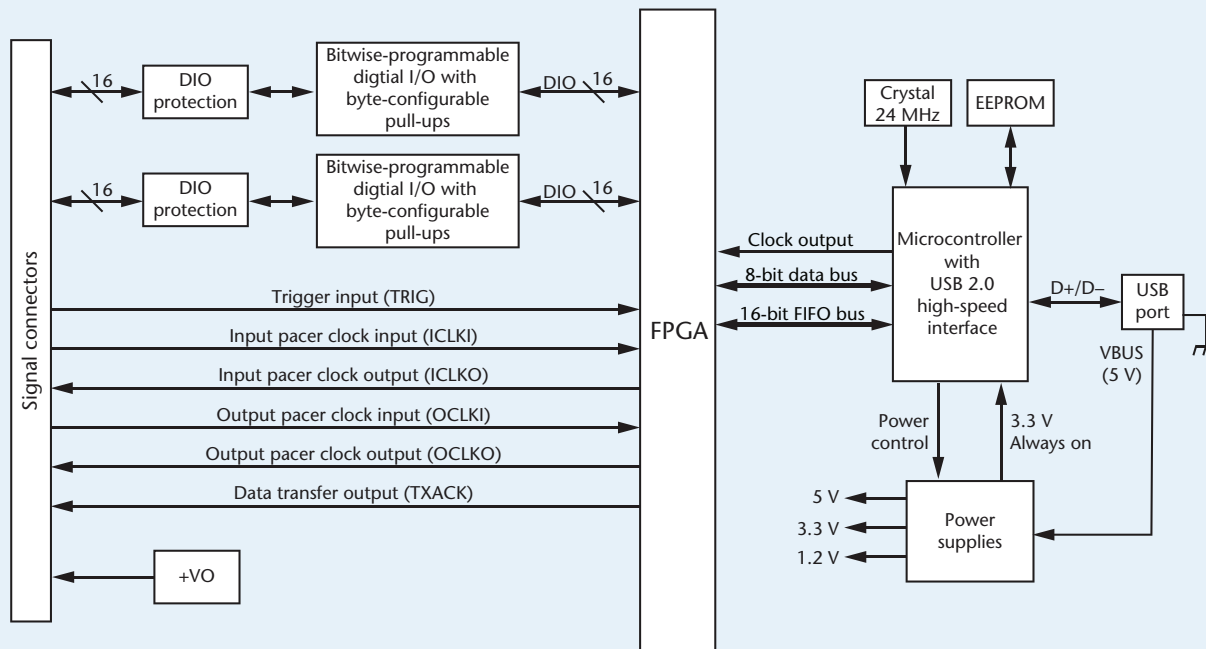 Signal connectors
16
DIO
protection
Bitwise-programmable
digtial I/O with
byte-configurable
pull-ups
DIO
16
16
DIO
protection
Bitwise-programmable
digtial I/O with
byte-configurable
pull-ups
DIO
16
Trigger input (TRIG)
Input pacer clock input (ICLKI)
Input pacer clock output (ICLKO)
Output pacer clock input (OCLKI)
Output pacer clock output (OCLKO)
Data transfer output (TXACK)
+VO
FPGA
Crystal
24 MHz
EEPROM
Clock output
8-bit data bus
16-bit FIFO bus
Microcontroller
with
USB 2.0
high-speed
interface
D+/D–
USB
port
VBUS
(5 V)
Power
control
3.3 V
Always on
5 V
3.3 V
1.2 V
Power
supplies